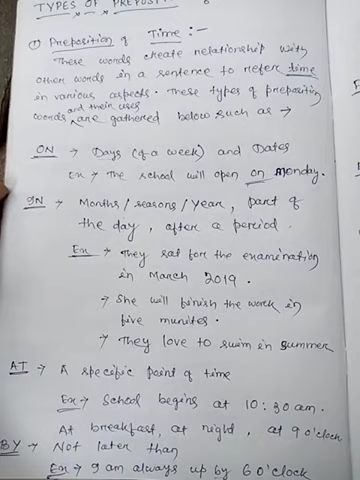 TYPES OF PREPOSITI
① Preposition of Time :-
These words create relationship with
other words in a sentence to refer time
in various aspects. These types of preposition
words and their uses are gathered below such as →
ON → Days (of a week) and Dates
Ex → The school will open on Monday.
IN → Months / seasons / year, part of
the day, after a period.
Ex → They sat for the examination
in March 2019.
→ She will finish the work in
five munites.
→ They love to swim in summer
AT → A specific point of time
Ex → School begins at 10:30 am.
At breakfast, at night, at 9 o'clock
BY → Not later than
Ex → I am always up by 6 o'clock